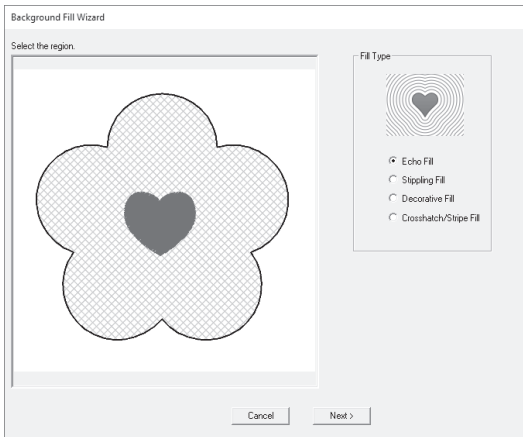 Background Fill Wizard
Select the region.
Fill Type
Echo Fill
Stippling Fill
Decorative Fill
Crosshatch/Stripe Fill
Cancel
Next >